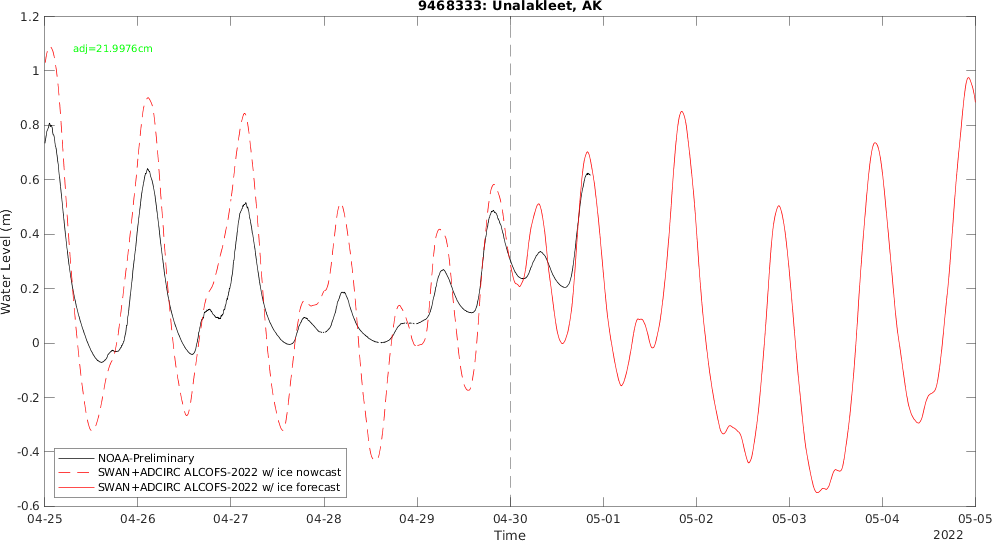 9468333: Unalakleet, AK
adj=21.9976cm
1.2
1
0.8
0.6
0.4
0.2
0
-0.2
-0.4
-0.6
Water Level (m)
NOAA-Preliminary
SWAN+ADCIRC ALCOFS-2022 w/ ice nowcast
SWAN+ADCIRC ALCOFS-2022 w/ ice forecast
04-25 04-26 04-27 04-28 04-29 04-30 05-01 05-02 05-03 05-04 05-05
Time
2022